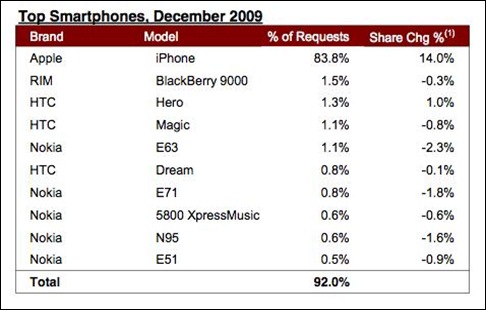 Top Smartphones, December 2009
Brand Model % of Requests Share Chg %(1)
Apple iPhone 83.8% 14.0%
RIM BlackBerry 9000 1.5% -0.3%
HTC Hero 1.3% 1.0%
HTC Magic 1.1% -0.8%
Nokia E63 1.1% -2.3%
HTC Dream 0.8% -0.1%
Nokia E71 0.8% -1.8%
Nokia 5800 XpressMusic 0.6% -0.6%
Nokia N95 0.6% -1.6%
Nokia E51 0.5% -0.9%
Total 92.0%